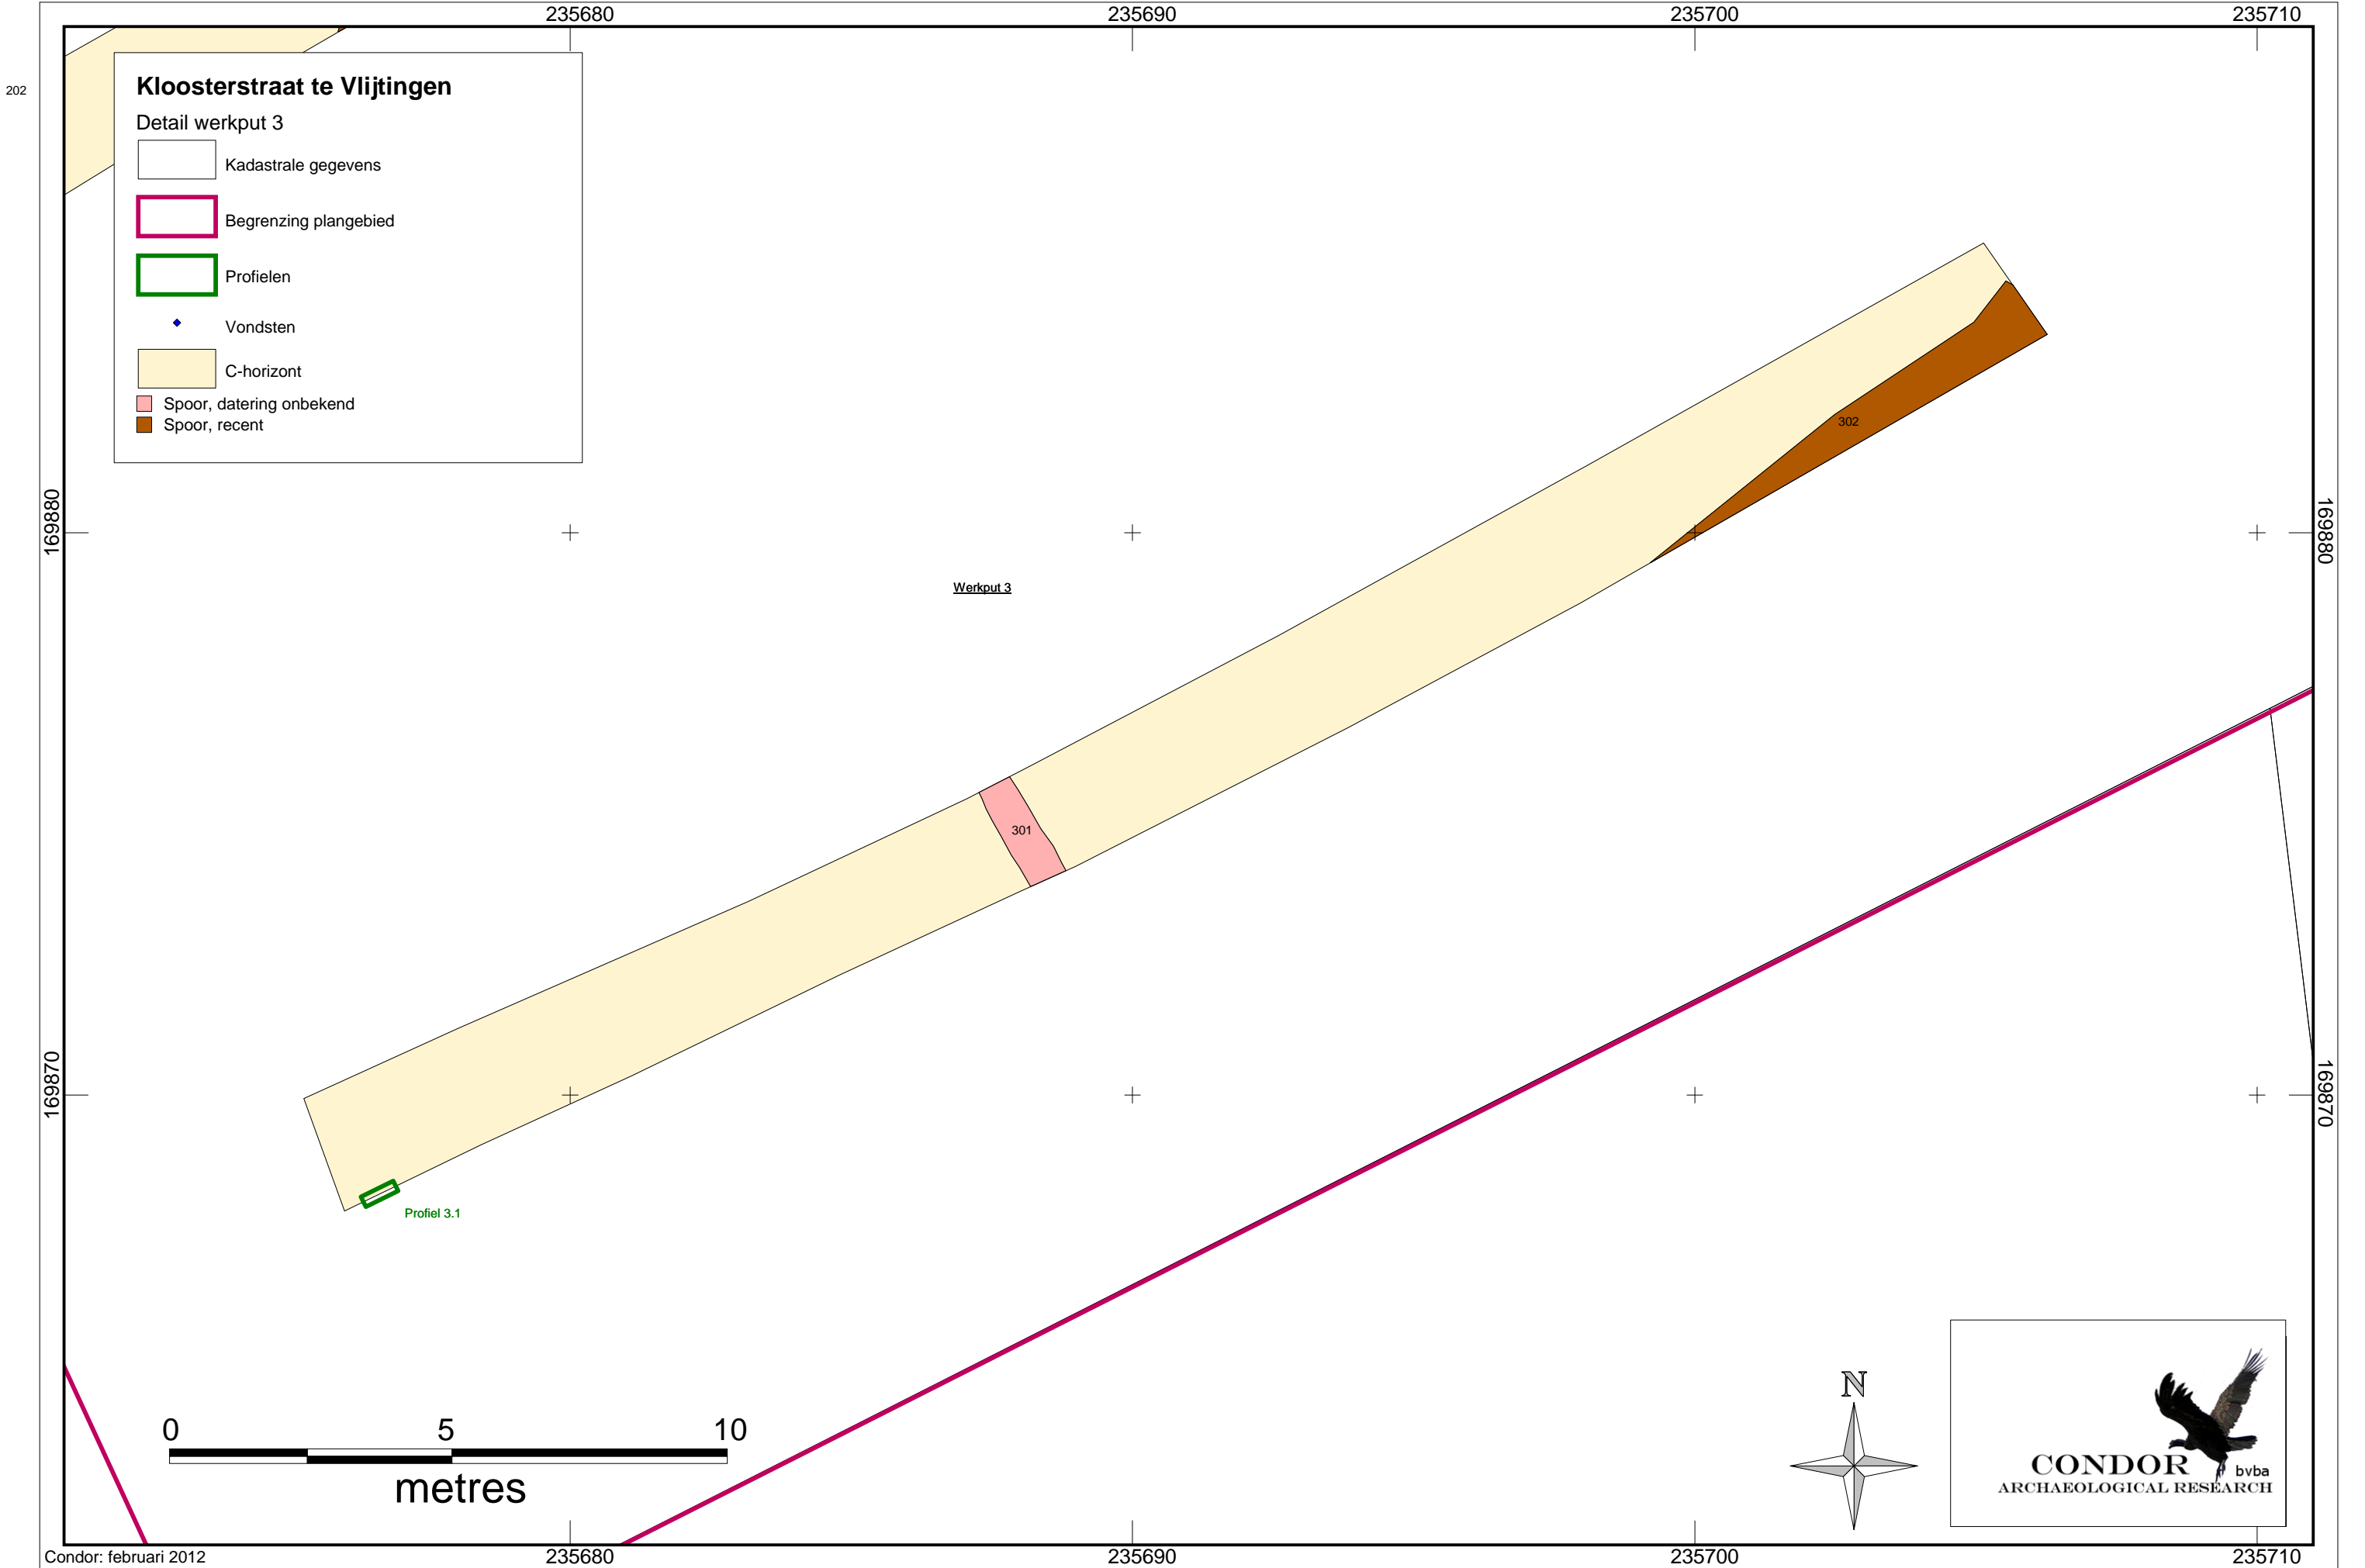 235680
235690
235700
235710
202
Kloosterstraat te Vlijtingen
Detail werkput 3
Kadastrale gegevens
Begrenzing plangebied
Profielen
Vondsten
C-horizont
Spoor, datering onbekend
Spoor, recent
302
169880
169880
Werkput 3
301
169870
169870
Profiel 3.1
N
0 5 10
metres
CONDOR bvba
ARCHAEOLOGICAL RESEARCH
Condor: februari 2012
235680
235690
235700
235710